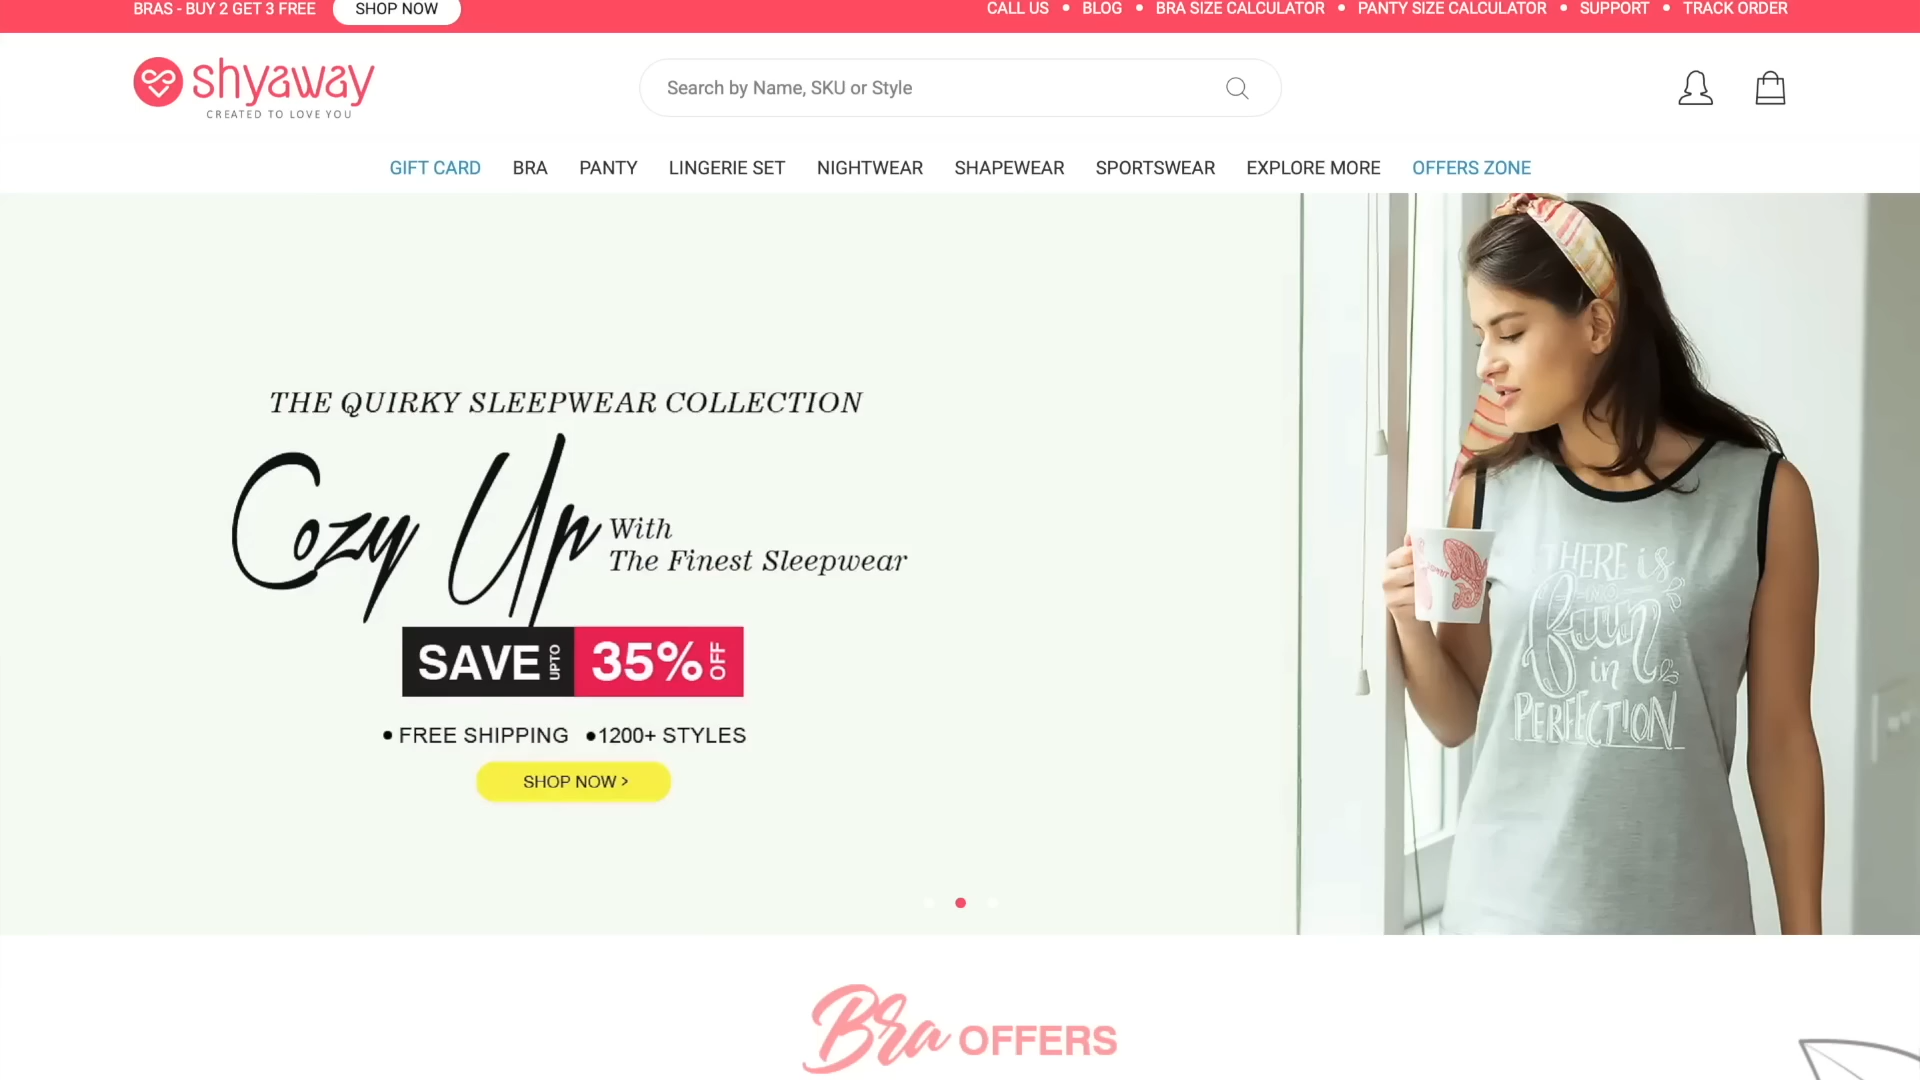 BRAS - BUY 2 GET 3 FREE SHOP NOW CALL US • BLOG • BRA SIZE CALCULATOR • PANTY SIZE CALCULATOR • SUPPORT • TRACK ORDER
shyaway
CREATED TO LOVE YOU
Search by Name, SKU or Style
GIFT CARD BRA PANTY LINGERIE SET NIGHTWEAR SHAPEWEAR SPORTSWEAR EXPLORE MORE OFFERS ZONE
THE QUIRKY SLEEPWEAR COLLECTION
Cozy Up
With
The Finest Sleepwear
SAVE UPTO 35% OFF
• FREE SHIPPING • 1200+ STYLES
SHOP NOW >
THERE is
NO
fun
in
PERFECTION
Bra OFFERS